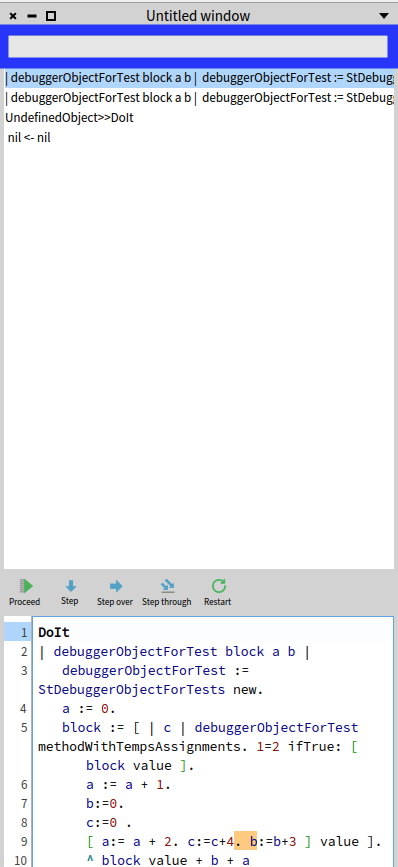 Untitled window
| debuggerObjectForTest block a b |  debuggerObjectForTest := StDebugg
| debuggerObjectForTest block a b |  debuggerObjectForTest := StDebugg
UndefinedObject>>DoIt
nil <- nil
Proceed Step Step over Step through Restart
1 DoIt
2 | debuggerObjectForTest block a b |
3 debuggerObjectForTest :=
StDebuggerObjectForTests new.
4 a := 0.
5 block := [ | c | debuggerObjectForTest
methodWithTempsAssignments. 1=2 ifTrue: [
block value ].
6 a := a + 1.
7 b:=0.
8 c:=0 .
9 [ a:= a + 2. c:=c+4. b:=b+3 ] value ].
10 ^ block value + b + a